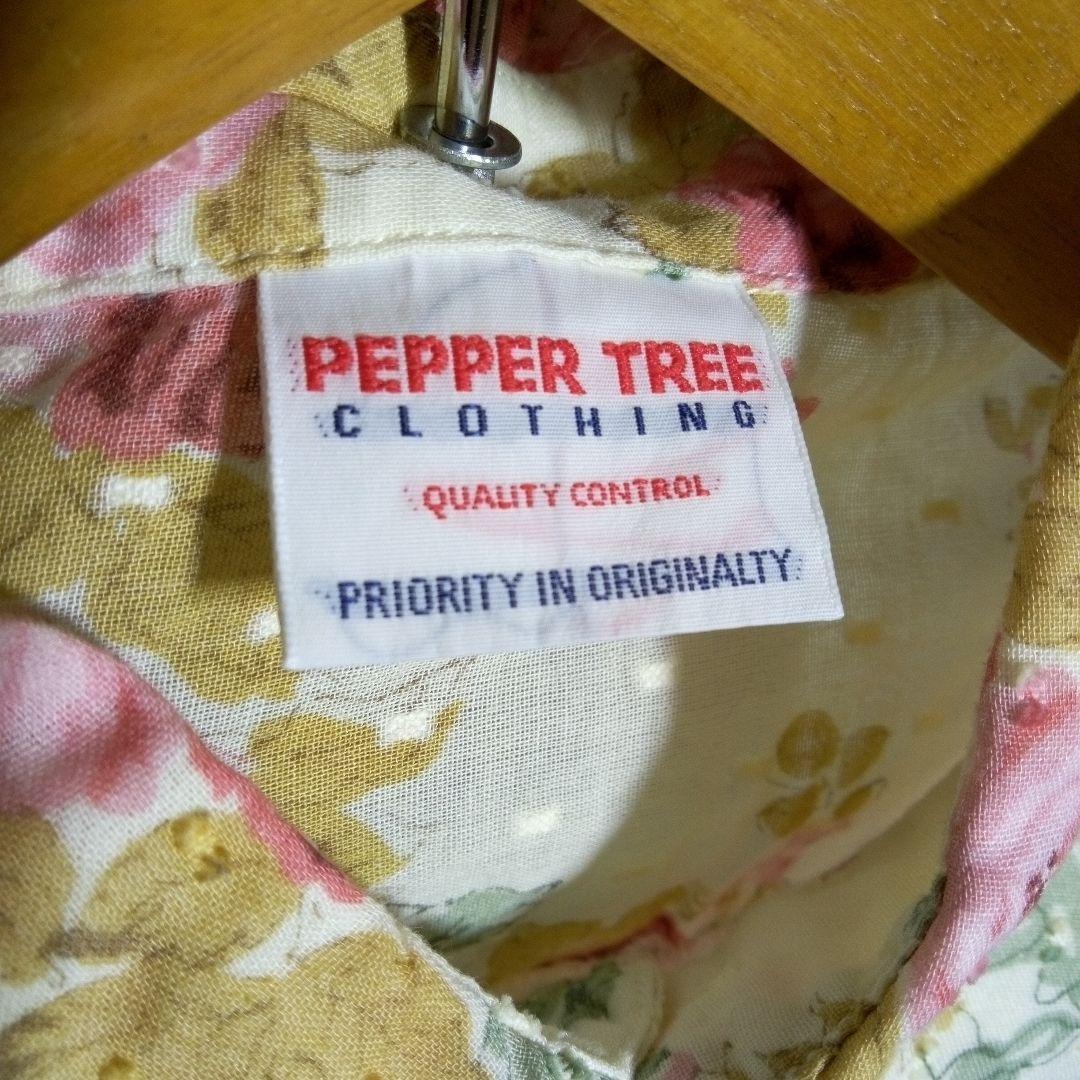 PEPPER TREE
CLOTHING
QUALITY CONTROL
PRIORITY IN ORIGINALTY